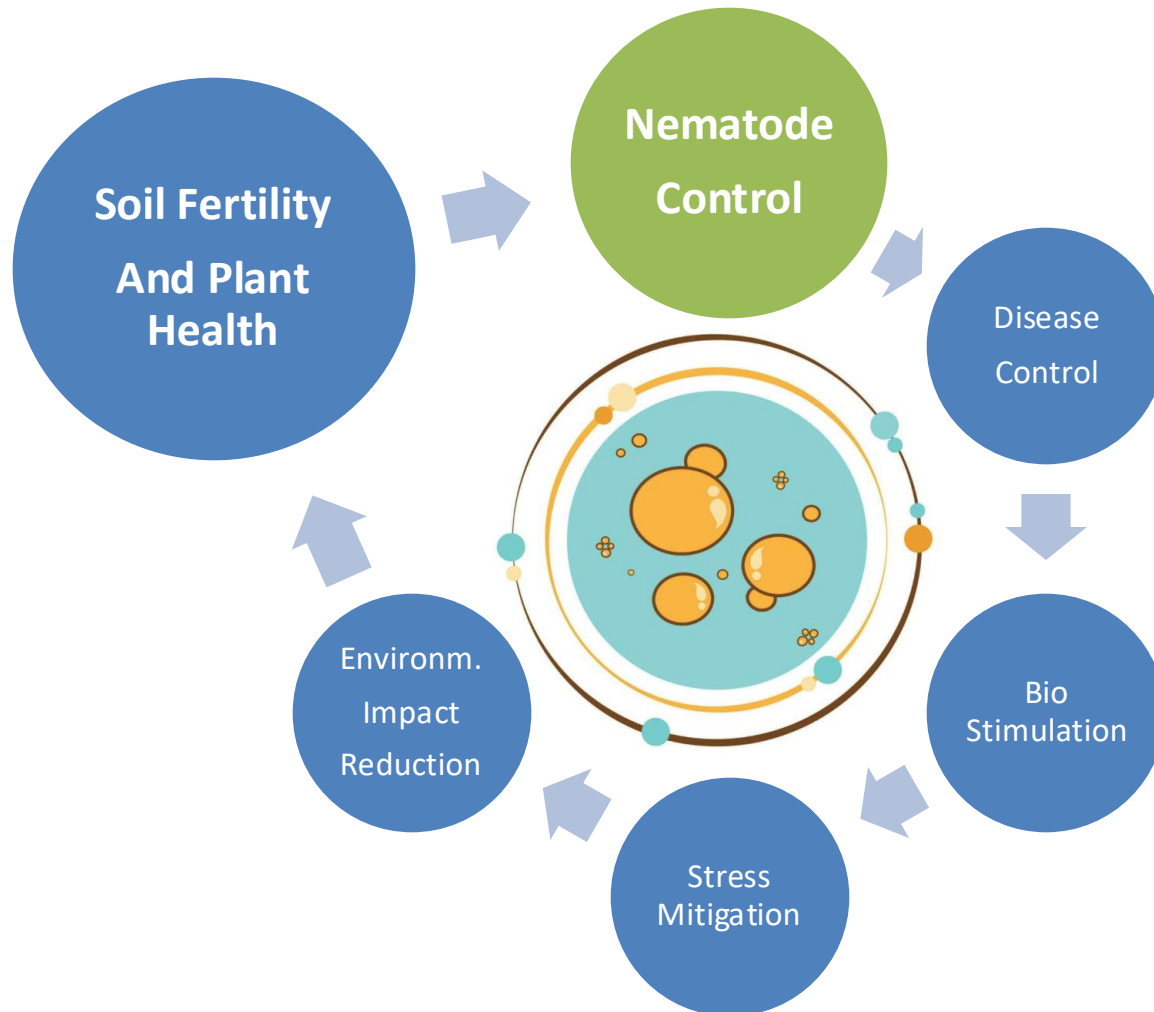 Soil Fertility
And Plant
Health
Nematode
Control
Disease
Control
Bio
Stimulation
Stress
Mitigation
Environm.
Impact
Reduction